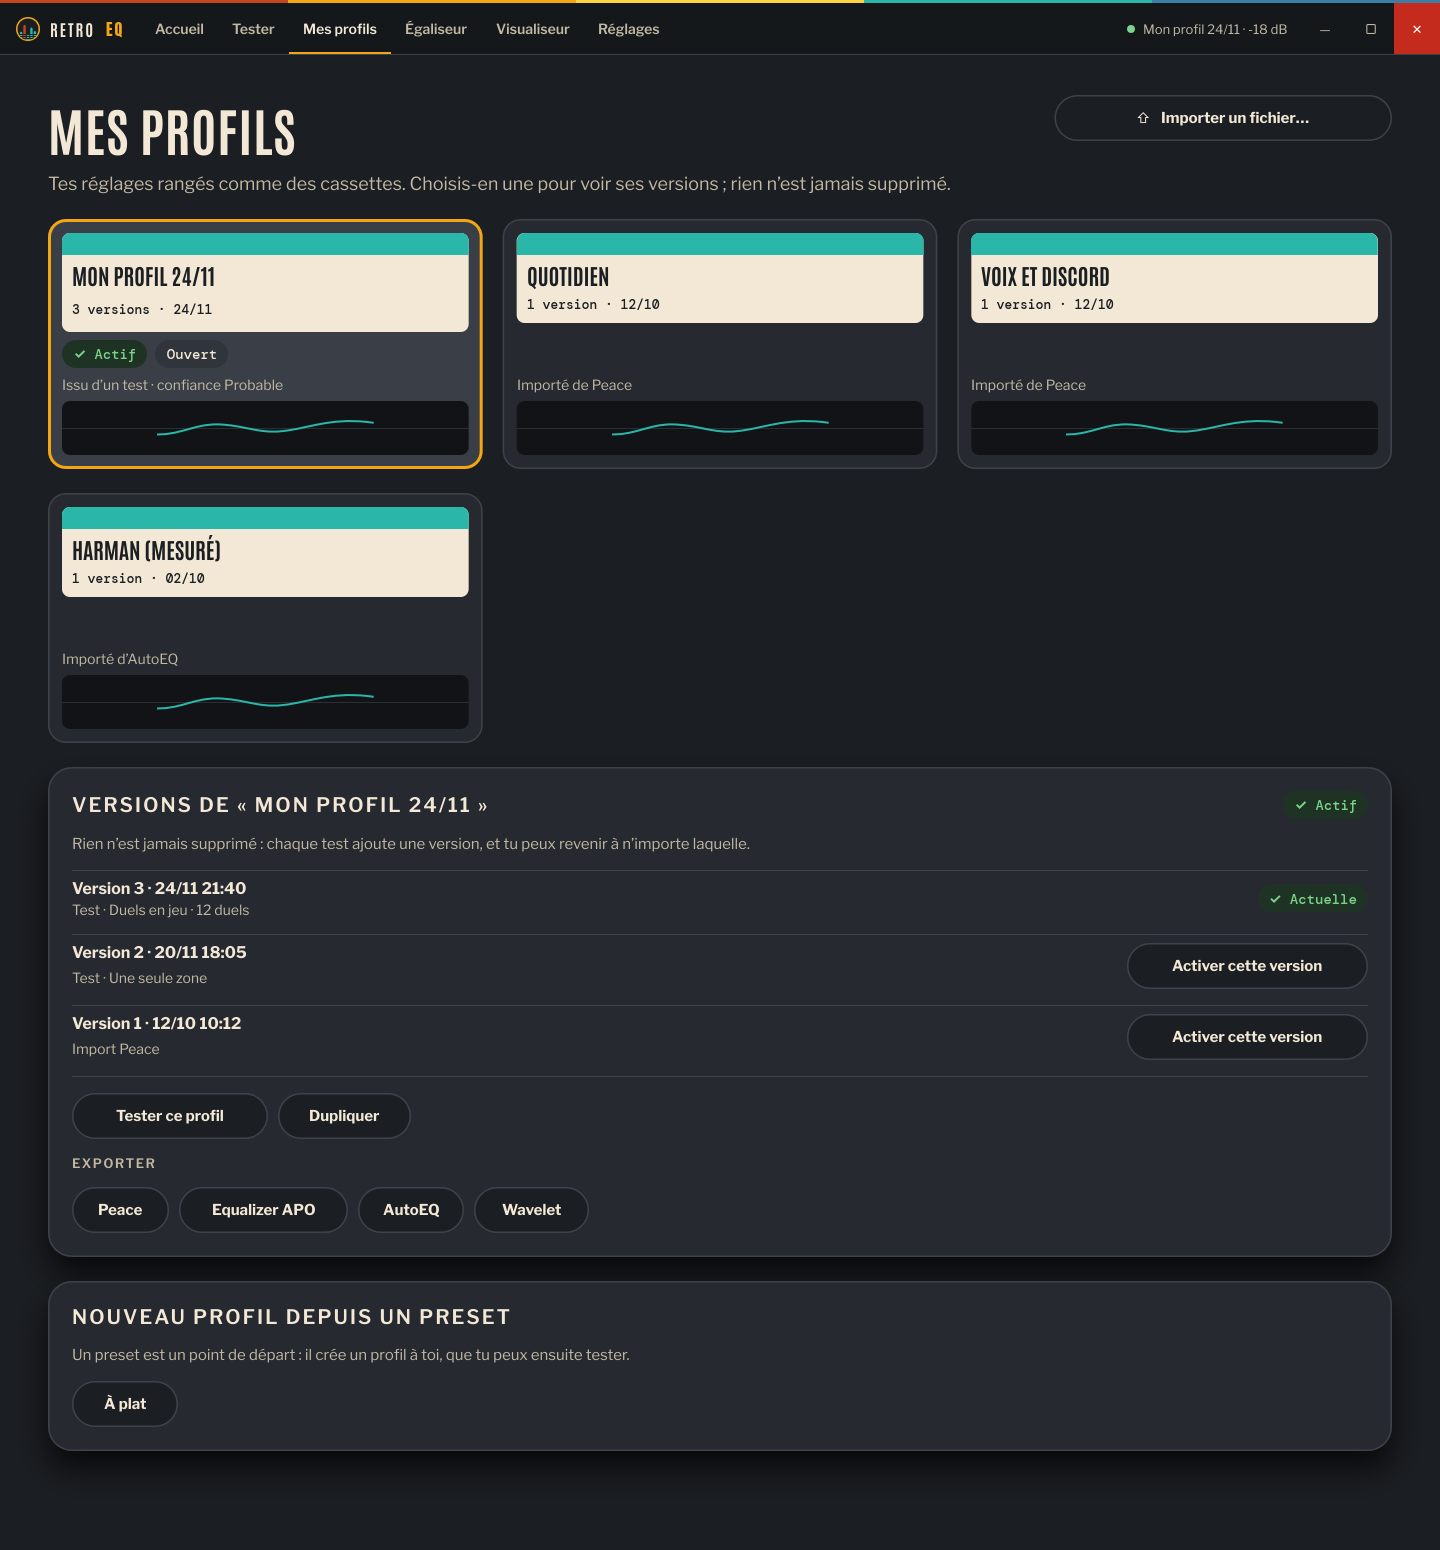 RETRO EQ Accueil Tester Mes profils Égaliseur Visualiseur Réglages Mon profil 24/11 · -18 dB
MES PROFILS
Importer un fichier…
Tes réglages rangés comme des cassettes. Choisis-en une pour voir ses versions ; rien n’est jamais supprimé.
MON PROFIL 24/11
3 versions · 24/11
✓ Actif Ouvert
Issu d’un test · confiance Probable
QUOTIDIEN
1 version · 12/10
Importé de Peace
VOIX ET DISCORD
1 version · 12/10
Importé de Peace
HARMAN (MESURÉ)
1 version · 02/10
Importé d’AutoEQ
VERSIONS DE « MON PROFIL 24/11 »
✓ Actif
Rien n’est jamais supprimé : chaque test ajoute une version, et tu peux revenir à n’importe laquelle.
Version 3 · 24/11 21:40
Test · Duels en jeu · 12 duels
✓ Actuelle
Version 2 · 20/11 18:05
Test · Une seule zone
Activer cette version
Version 1 · 12/10 10:12
Import Peace
Activer cette version
Tester ce profil Dupliquer
EXPORTER
Peace Equalizer APO AutoEQ Wavelet
NOUVEAU PROFIL DEPUIS UN PRESET
Un preset est un point de départ : il crée un profil à toi, que tu peux ensuite tester.
À plat